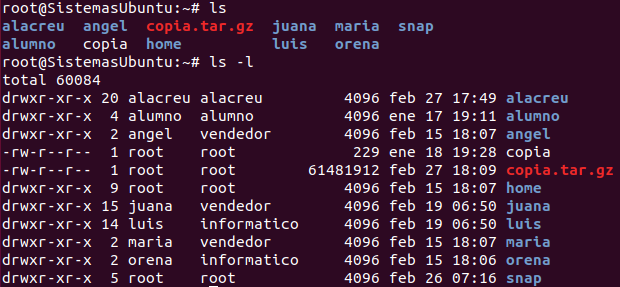 root@SistemasUbuntu:~# ls
alacreu  angel  copia.tar.gz  juana  maria  snap
alumno   copia  home          luis   orena
root@SistemasUbuntu:~# ls -l
total 60084
drwxr-xr-x 20 alacreu alacreu         4096 feb 27 17:49 alacreu
drwxr-xr-x  4 alumno  alumno          4096 ene 17 19:11 alumno
drwxr-xr-x  2 angel   vendedor        4096 feb 15 18:07 angel
-rw-r--r--  1 root    root             229 ene 18 19:28 copia
-rw-r--r--  1 root    root        61481912 feb 27 18:09 copia.tar.gz
drwxr-xr-x  9 root    root            4096 feb 15 18:07 home
drwxr-xr-x 15 juana   vendedor        4096 feb 19 06:50 juana
drwxr-xr-x 14 luis    informatico     4096 feb 19 06:50 luis
drwxr-xr-x  2 maria   vendedor        4096 feb 15 18:07 maria
drwxr-xr-x  2 orena   informatico     4096 feb 15 18:06 orena
drwxr-xr-x  5 root    root            4096 feb 26 07:16 snap